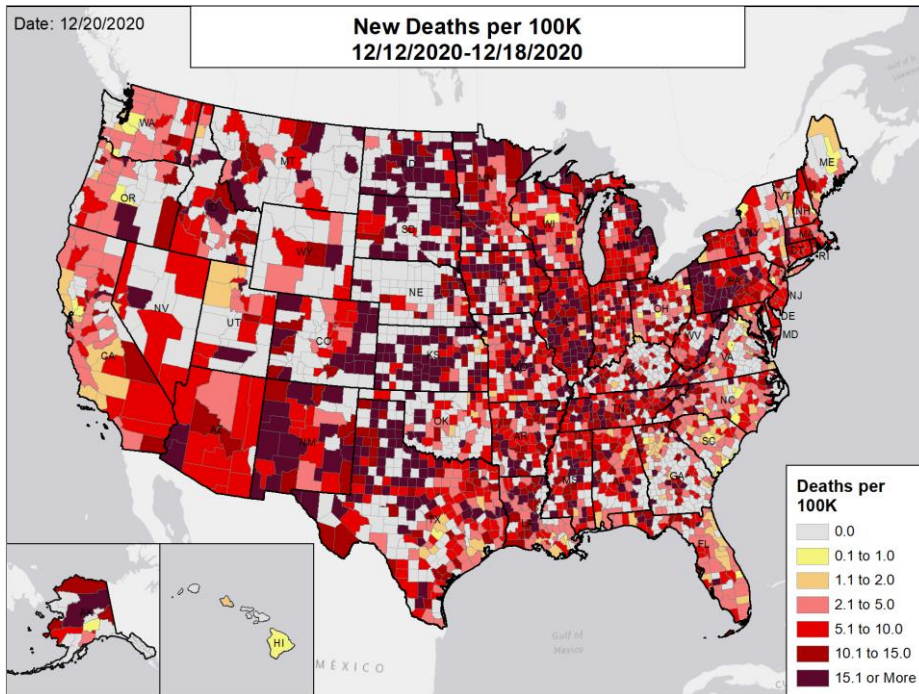 Date: 12/20/2020
New Deaths per 100K
12/12/2020-12/18/2020
WA
MT
ND
MN
ME
OR
ID
SD
WI
MI
NY
VT
NH
MA
CT
RI
WY
IA
PA
NJ
NV
UT
NE
OH
DE
MD
CA
CO
KS
MO
IL
IN
WV
VA
KY
AZ
NM
OK
AR
TN
NC
SC
TX
LA
MS
AL
GA
FL
AK
HI
Gulf of
Mexico
MÉXICO
Deaths per
100K
0.0
0.1 to 1.0
1.1 to 2.0
2.1 to 5.0
5.1 to 10.0
10.1 to 15.0
15.1 or More